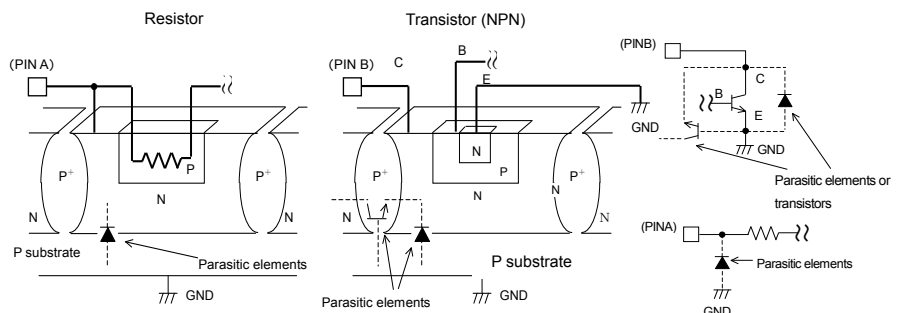 Resistor
(PIN A)
P+
P
P+
N
N
N
P substrate
Parasitic elements
GND
Transistor (NPN)
(PIN B)
C
B
E
GND
P+
N
P
P+
N
N
N
N
P substrate
Parasitic elements
GND
(PINB)
C
B
E
GND
Parasitic elements or
transistors
(PINA)
Parasitic elements
GND